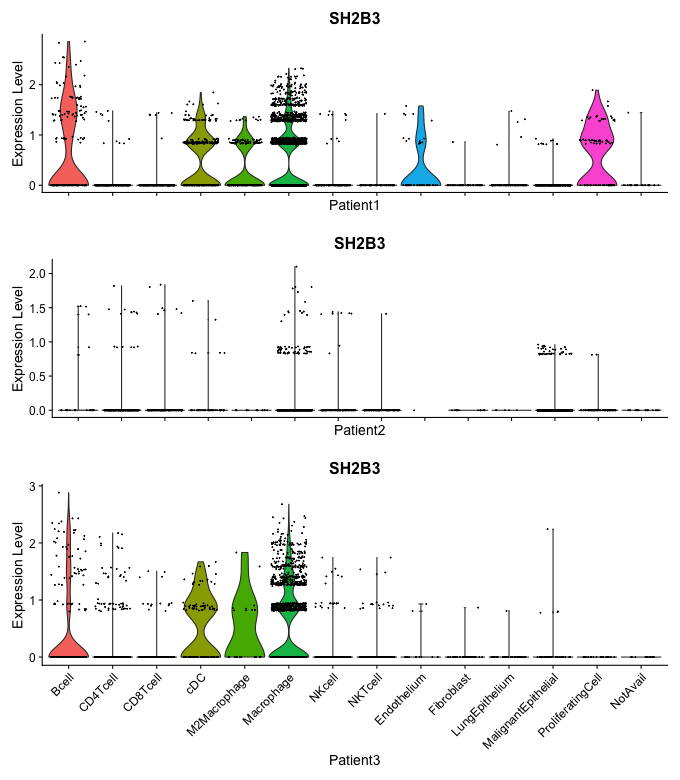 SH2B3
Expression Level
2
1
0
Patient1
SH2B3
Expression Level
2.0
1.5
1.0
0.5
0.0
Patient2
SH2B3
Expression Level
3
2
1
0
Bcell
CD4Tcell
CD8Tcell
cDC
M2Macrophage
Macrophage
NKcell
NKTcell
Endothelium
Fibroblast
LungEpithelium
MalignantEpithelial
ProliferatingCell
NotAvail
Patient3